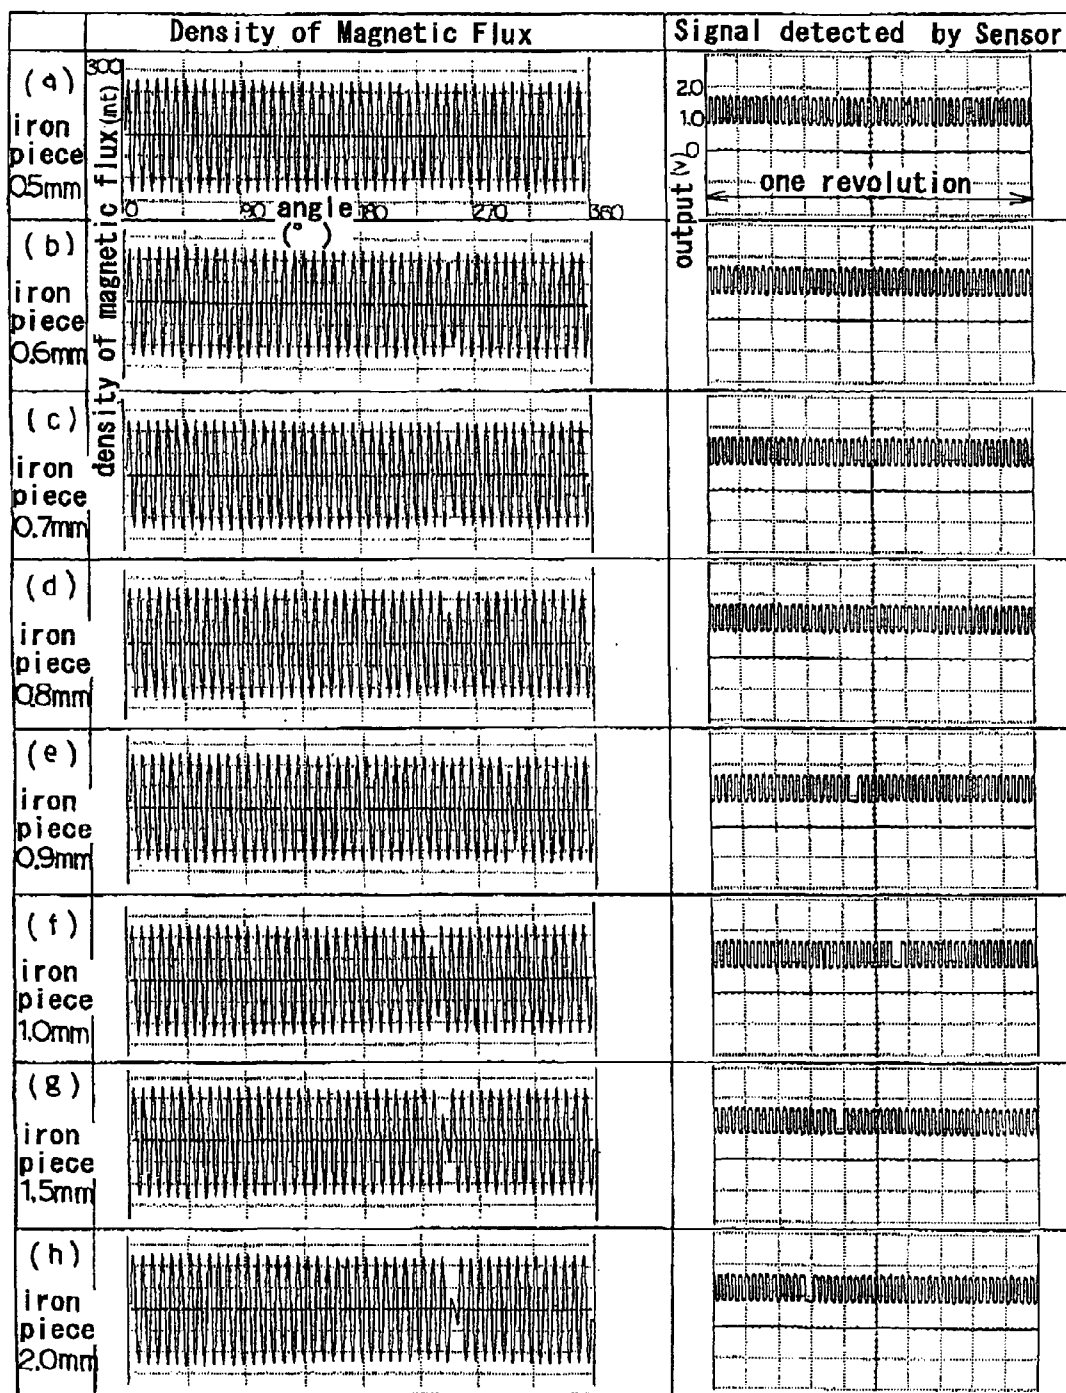 Density of Magnetic Flux
Signal detected by Sensor
(a)
iron
piece
0.5mm
300
density of magnetic flux (mt)
0 90 angle 180 270 360
(°)
output (v)
2.0
1.0
0
one revolution
(b)
iron
piece
0.6mm
(c)
iron
piece
0.7mm
(d)
iron
piece
0.8mm
(e)
iron
piece
0.9mm
(f)
iron
piece
1.0mm
(g)
iron
piece
1.5mm
(h)
iron
piece
2.0mm